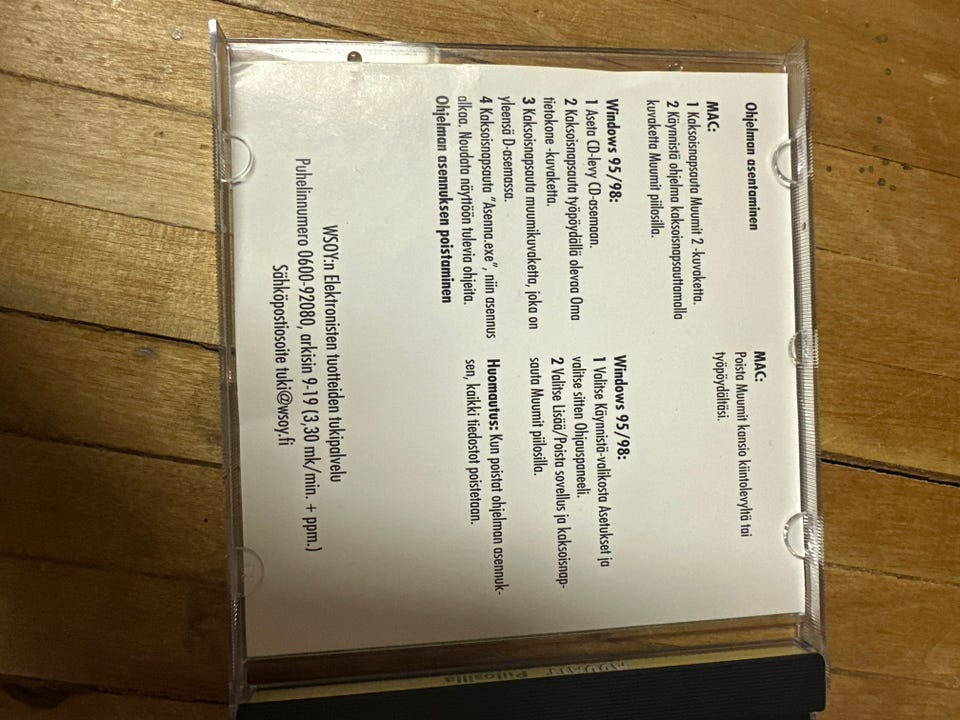 Ohjelman asentaminen
MAC:
1 Kaksoisnapsauta Muumit 2 -kuvaketta.
2 Käynnistä ohjelma kaksoisnapsauttamalla
kuvaketta Muumit piilosilla.
Windows 95/98:
1 Aseta CD-levy CD-asemaan.
2 Kaksoisnapsauta työpöydällä olevaa Oma
tietokone -kuvaketta.
3 Kaksoisnapsauta muumikuvaketta, joka on
yleensä D-asemassa.
4 Kaksoisnapsauta ”Asenna.exe”, niin asennus
alkaa. Noudata näyttöön tulevia ohjeita.
Ohjelman asennuksen poistaminen
MAC:
Poista Muumit kansio kiintolevyltä tai
työpöydältäsi.
Windows 95/98:
1 Valitse Käynnistä-valikosta Asetukset ja
valitse sitten Ohjauspaneeli.
2 Valitse Lisää/Poista sovellus ja kaksoisnap-
sauta Muumit piilosilla.
Huomautus: Kun poistat ohjelman asennuk-
sen, kaikki tiedostot poistetaan.
WSOY:n Elektronisten tuotteiden tukipalvelu
Puhelinnumero 0600-92080, arkisin 9-19 (3,30 mk/min. + ppm.)
Sähköpostiosoite tuki@wsoy.fi
Piilosilla